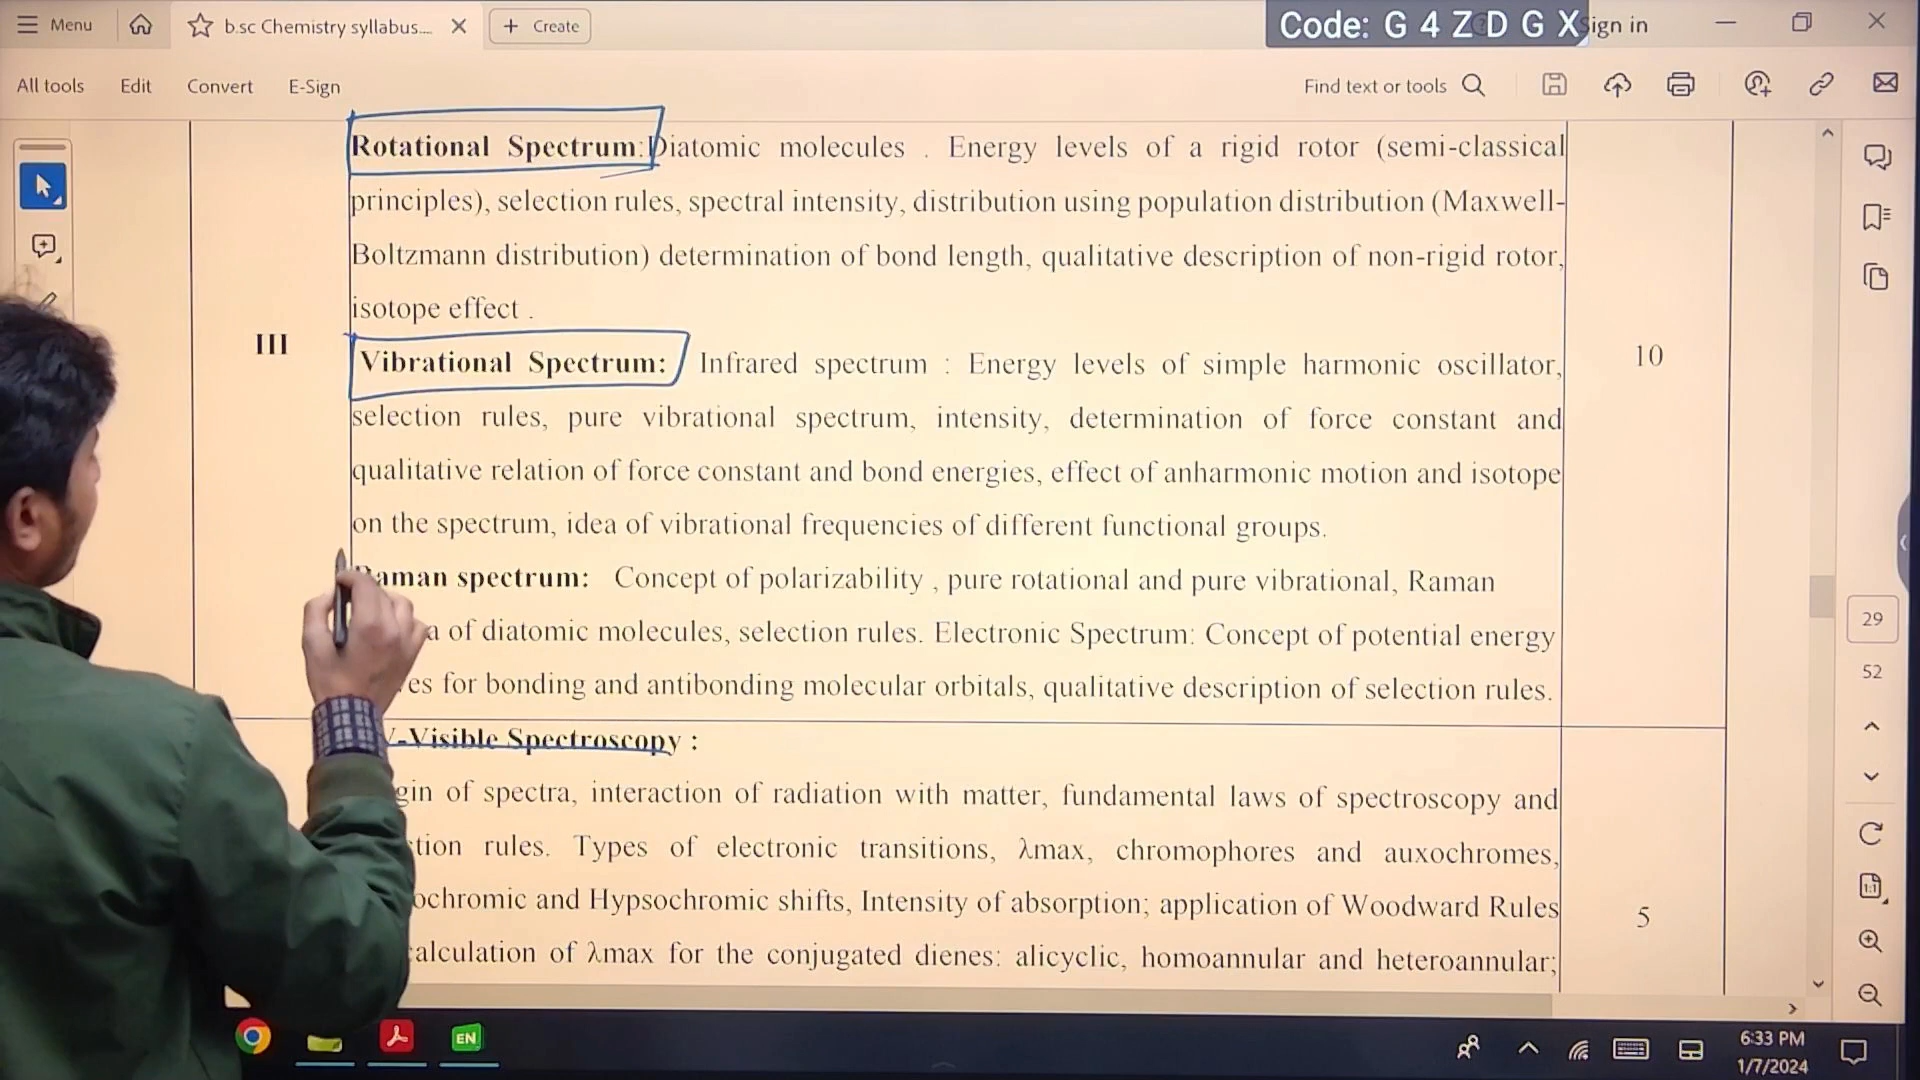 Menu
b.sc Chemistry syllabus....
+ Create
Code: G 4 Z D G X
ign in
All tools
Edit
Convert
E-Sign
Find text or tools
Rotational Spectrum:Diatomic molecules . Energy levels of a rigid rotor (semi-classical
principles), selection rules, spectral intensity, distribution using population distribution (Maxwell-
Boltzmann distribution) determination of bond length, qualitative description of non-rigid rotor,
isotope effect .
III
Vibrational Spectrum: Infrared spectrum : Energy levels of simple harmonic oscillator,
10
selection rules, pure vibrational spectrum, intensity, determination of force constant and
qualitative relation of force constant and bond energies, effect of anharmonic motion and isotope
on the spectrum, idea of vibrational frequencies of different functional groups.
Raman spectrum: Concept of polarizability , pure rotational and pure vibrational, Raman
a of diatomic molecules, selection rules. Electronic Spectrum: Concept of potential energy
es for bonding and antibonding molecular orbitals, qualitative description of selection rules.
-Visible Spectroscopy :
gin of spectra, interaction of radiation with matter, fundamental laws of spectroscopy and
tion rules. Types of electronic transitions, λmax, chromophores and auxochromes,
ochromic and Hypsochromic shifts, Intensity of absorption; application of Woodward Rules
5
alculation of λmax for the conjugated dienes: alicyclic, homoannular and heteroannular;
29
52
1:1
EN
6:33 PM
1/7/2024